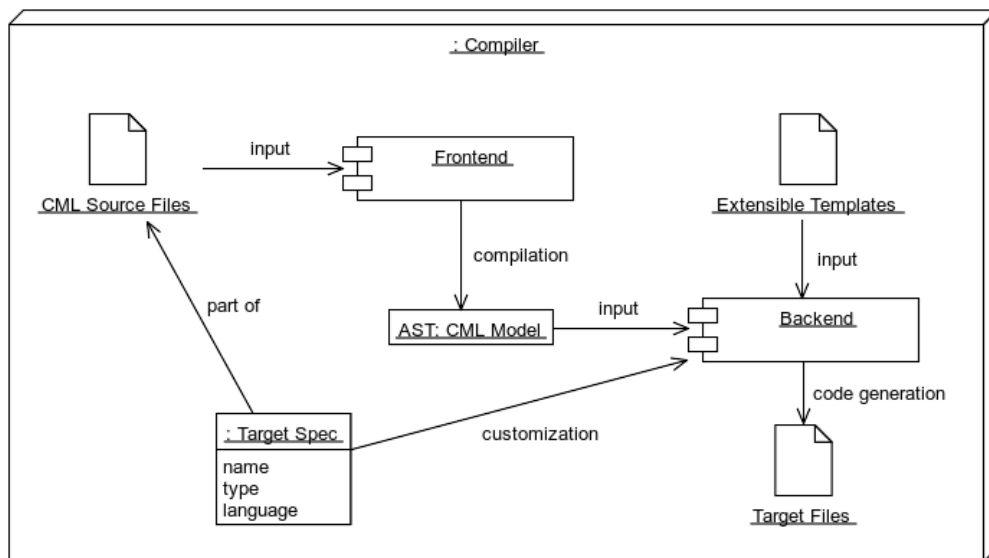 : Compiler
CML Source Files
input
Frontend
Extensible Templates
compilation
input
part of
AST: CML Model
input
Backend
code generation
: Target Spec
name
type
language
customization
Target Files